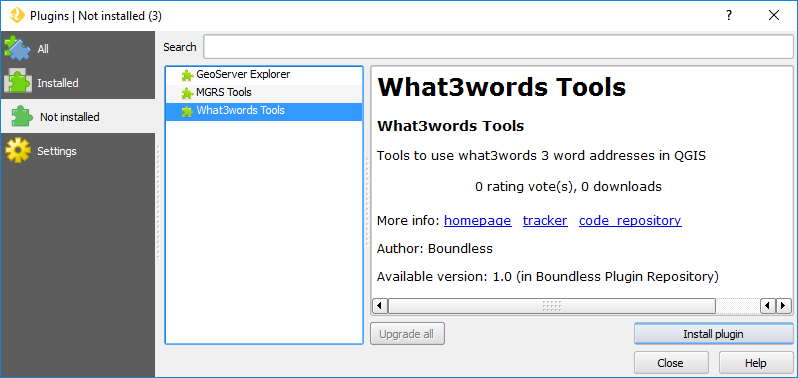 Plugins | Not installed (3)
?
All
Installed
Not installed
Settings
Search
GeoServer Explorer
MGRS Tools
What3words Tools
What3words Tools
What3words Tools
Tools to use what3words 3 word addresses in QGIS
0 rating vote(s), 0 downloads
More info: homepage tracker code_repository
Author: Boundless
Available version: 1.0 (in Boundless Plugin Repository)
Upgrade all
Install plugin
Close
Help